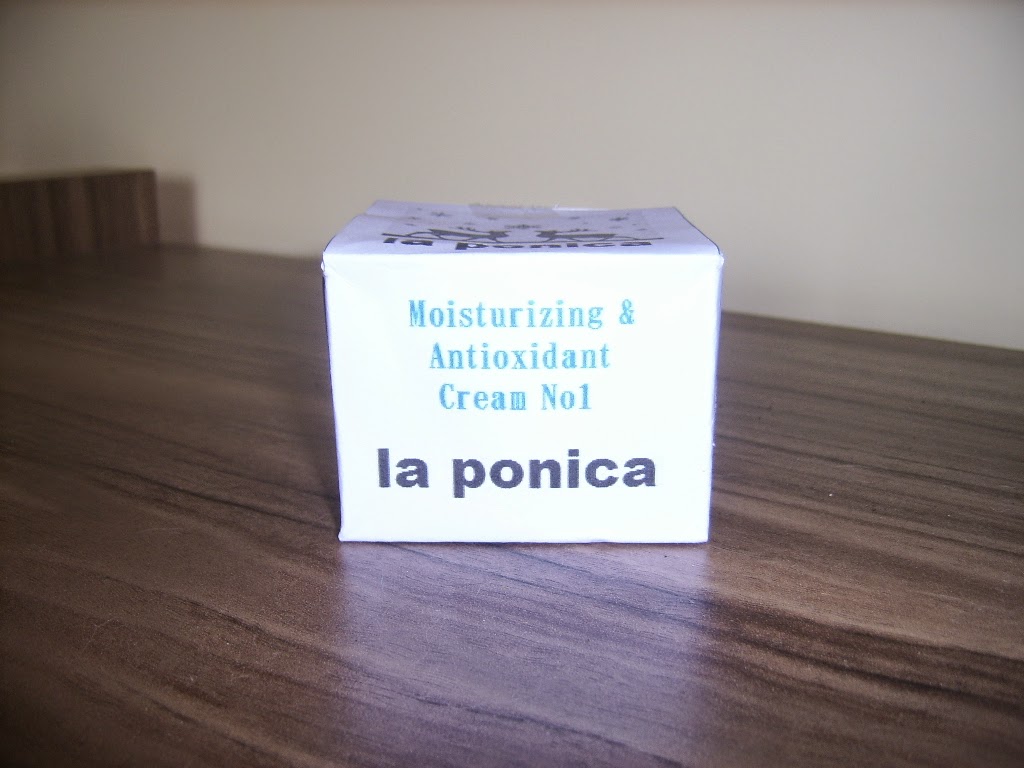 la ponica
Moisturizing &
Antioxidant
Cream No1
la ponica